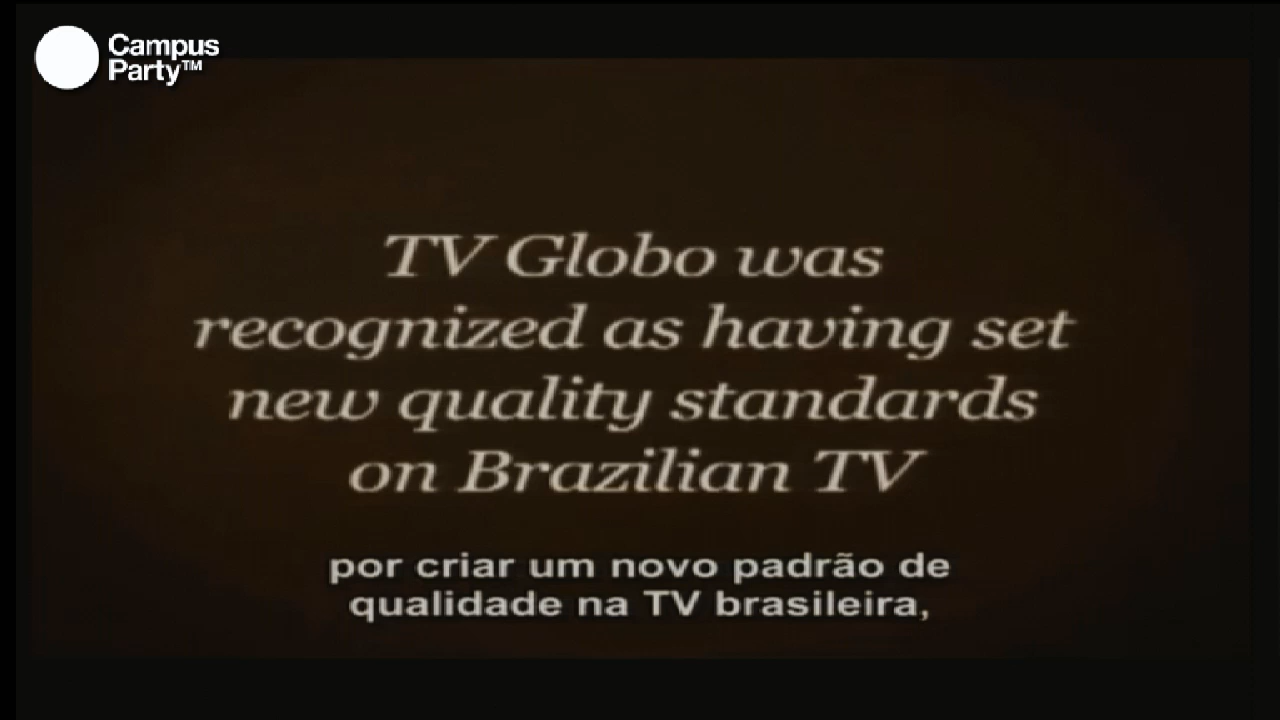 Campus
Party™
TV Globo was
recognized as having set
new quality standards
on Brazilian TV
por criar um novo padrão de
qualidade na TV brasileira,